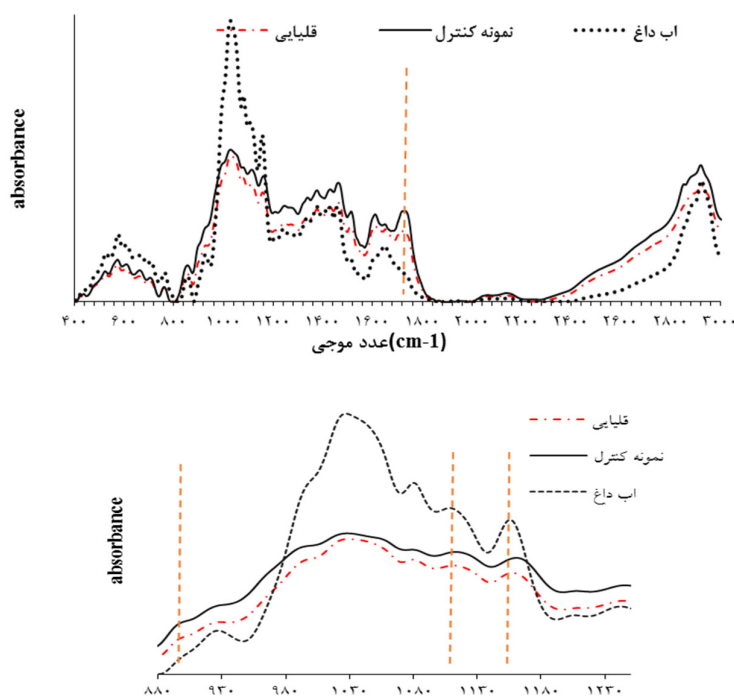 قلیایی نمونه کنترل اب داغ
absorbance
۴۰۰ ۶۰۰ ۸۰۰ ۱۰۰۰ ۱۲۰۰ ۱۴۰۰ ۱۶۰۰ ۱۸۰۰ ۲۰۰۰ ۲۲۰۰ ۲۴۰۰ ۲۶۰۰ ۲۸۰۰ ۳۰۰۰
عدد موجی(cm-1)
قلیایی
نمونه کنترل
اب داغ
absorbance
۸۸۰ ۹۳۰ ۹۸۰ ۱۰۳۰ ۱۰۸۰ ۱۱۳۰ ۱۱۸۰ ۱۲۳۰